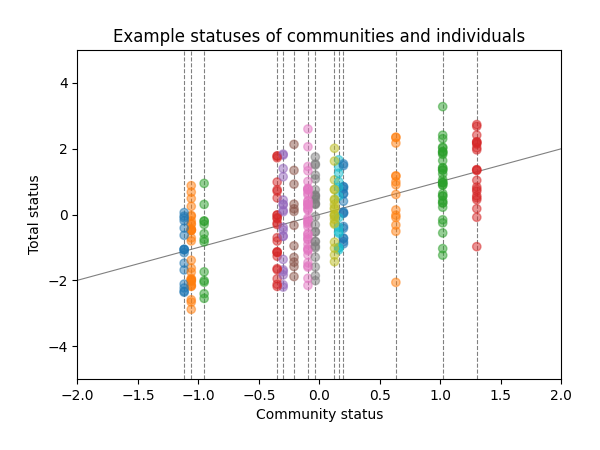 Example statuses of communities and individuals
Total status
4
2
0
−2
−4
−2.0 −1.5 −1.0 −0.5 0.0 0.5 1.0 1.5 2.0
Community status